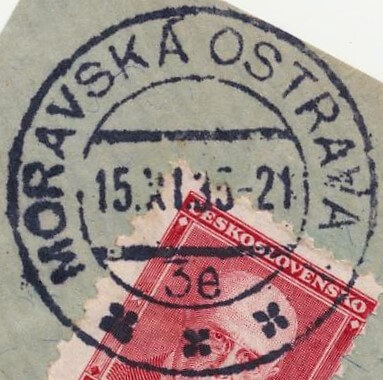 MORAVSKÁ OSTRAVA
15.XI.35-21
3e
ČESKOSLOVENSKO